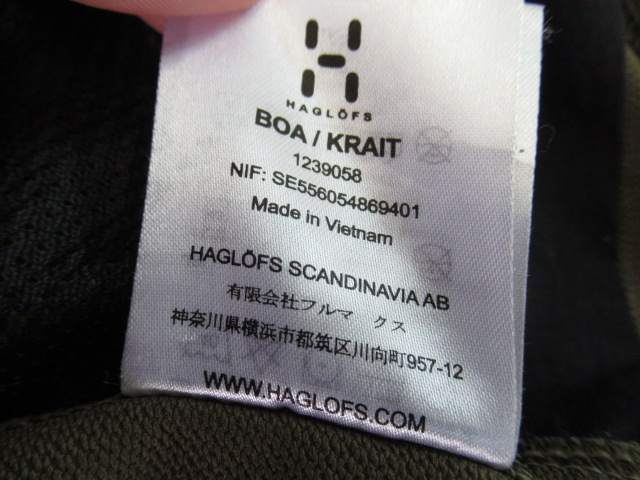 HAGLÖFS
BOA / KRAIT
1239058
NIF: SE556054869401
Made in Vietnam
HAGLÖFS SCANDINAVIA AB
有限会社フルマ クス
神奈川県横浜市都筑区川向町957-12
WWW.HAGLOFS.COM